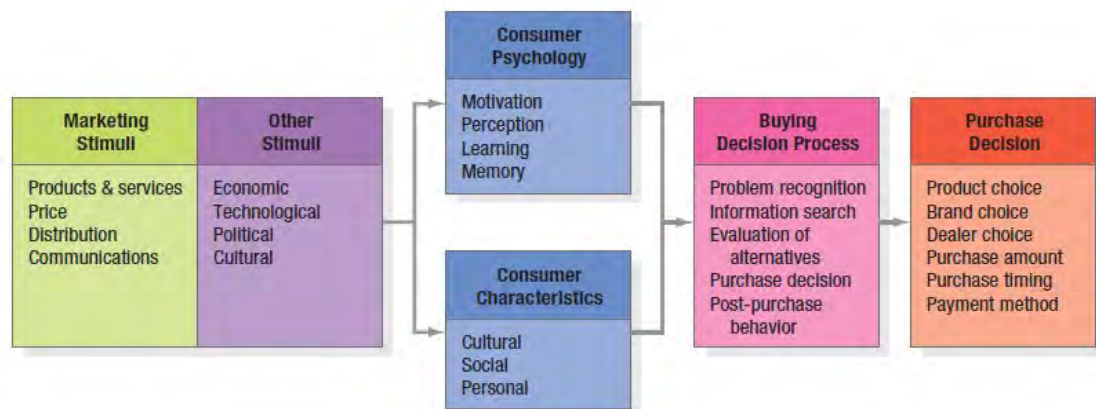 Marketing
Stimuli
Products & services
Price
Distribution
Communications
Other
Stimuli
Economic
Technological
Political
Cultural
Consumer
Psychology
Motivation
Perception
Learning
Memory
Consumer
Characteristics
Cultural
Social
Personal
Buying
Decision Process
Problem recognition
Information search
Evaluation of
alternatives
Purchase decision
Post-purchase
behavior
Purchase
Decision
Product choice
Brand choice
Dealer choice
Purchase amount
Purchase timing
Payment method